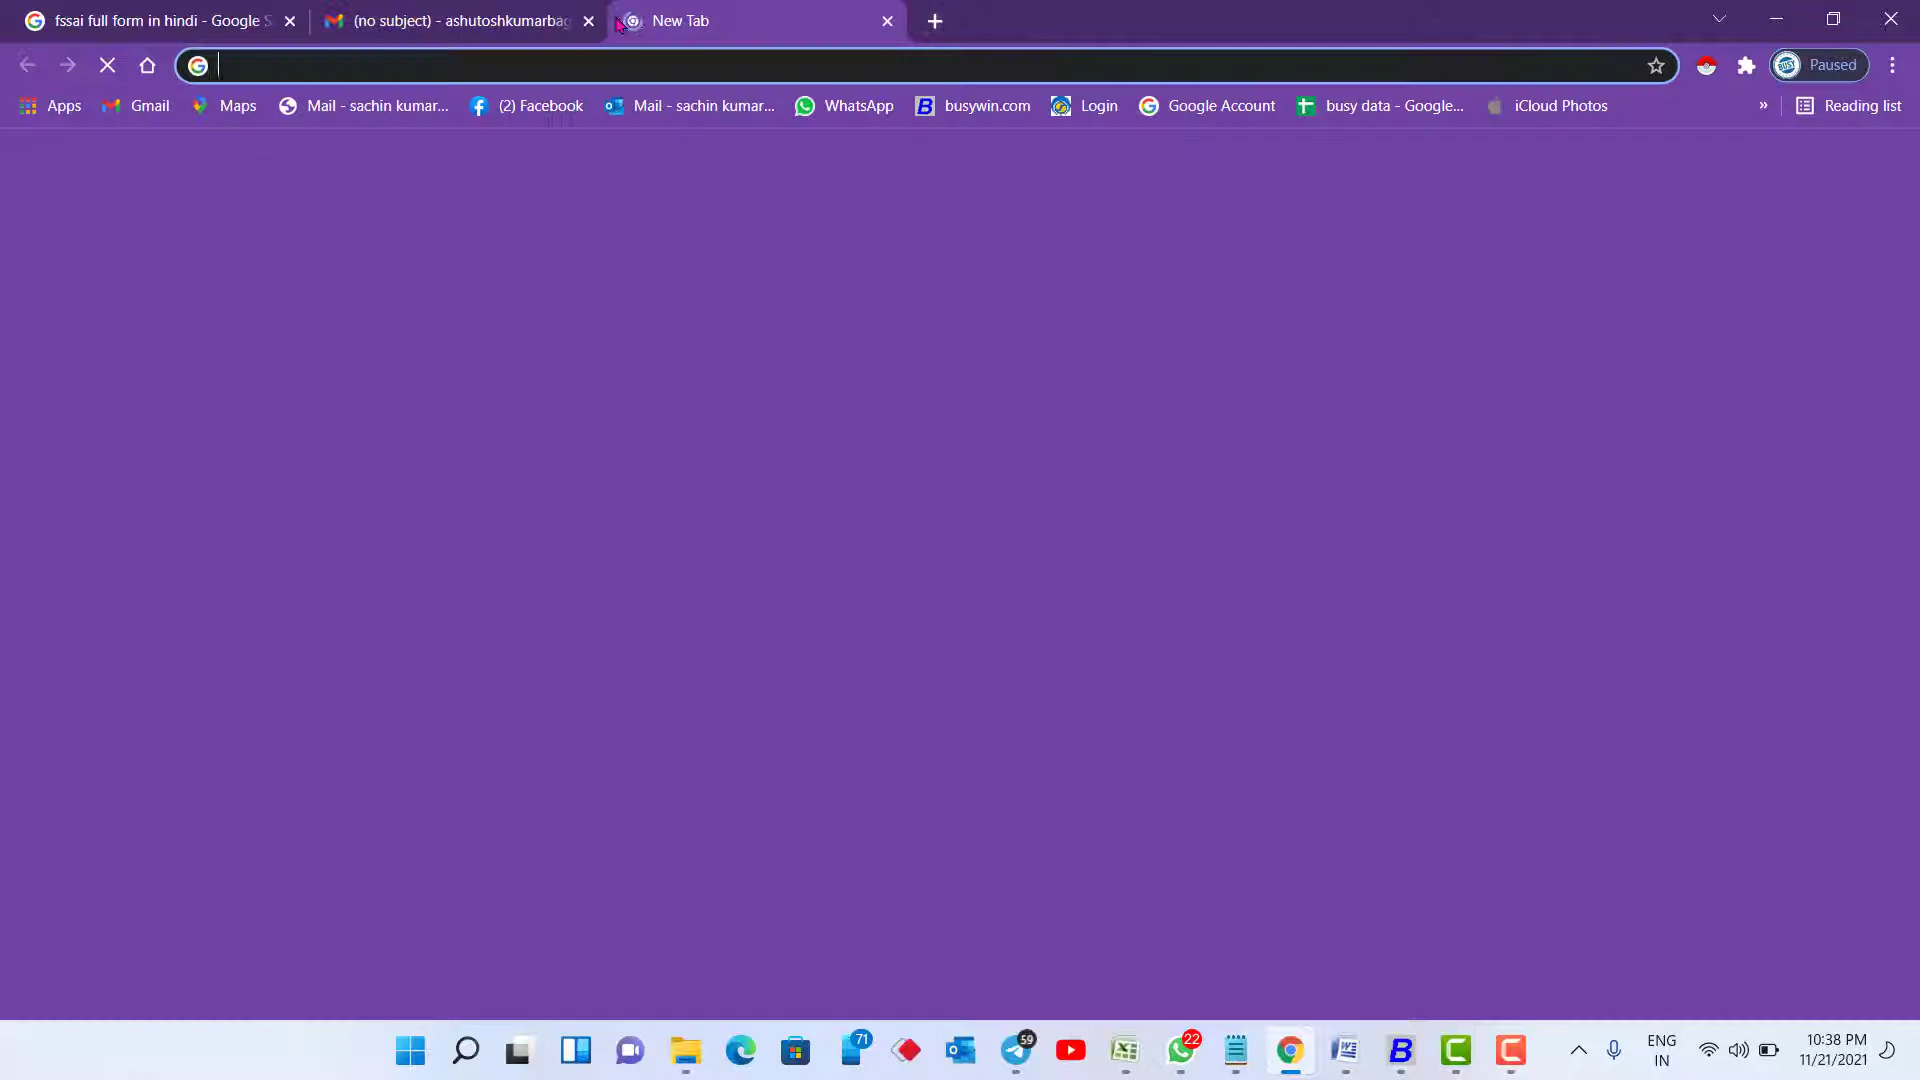 fssai full form in hindi - Google S
(no subject) - ashutoshkumarbag
New Tab
Paused
Apps
Gmail
Maps
Mail - sachin kumar...
(2) Facebook
Mail - sachin kumar...
WhatsApp
busywin.com
Login
Google Account
busy data - Google...
iCloud Photos
»
Reading list
71
59
22
ENG
IN
10:38 PM
11/21/2021